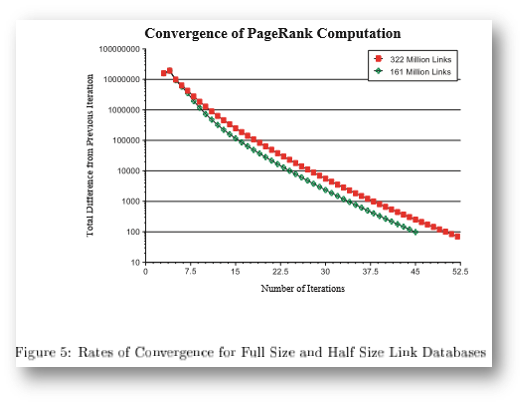 Convergence of PageRank Computation
100000000
10000000
1000000
100000
10000
1000
100
10
Total Difference from Previous Iteration
322 Million Links
161 Million Links
0 7.5 15 22.5 30 37.5 45 52.5
Number of Iterations
Figure 5: Rates of Convergence for Full Size and Half Size Link Databases